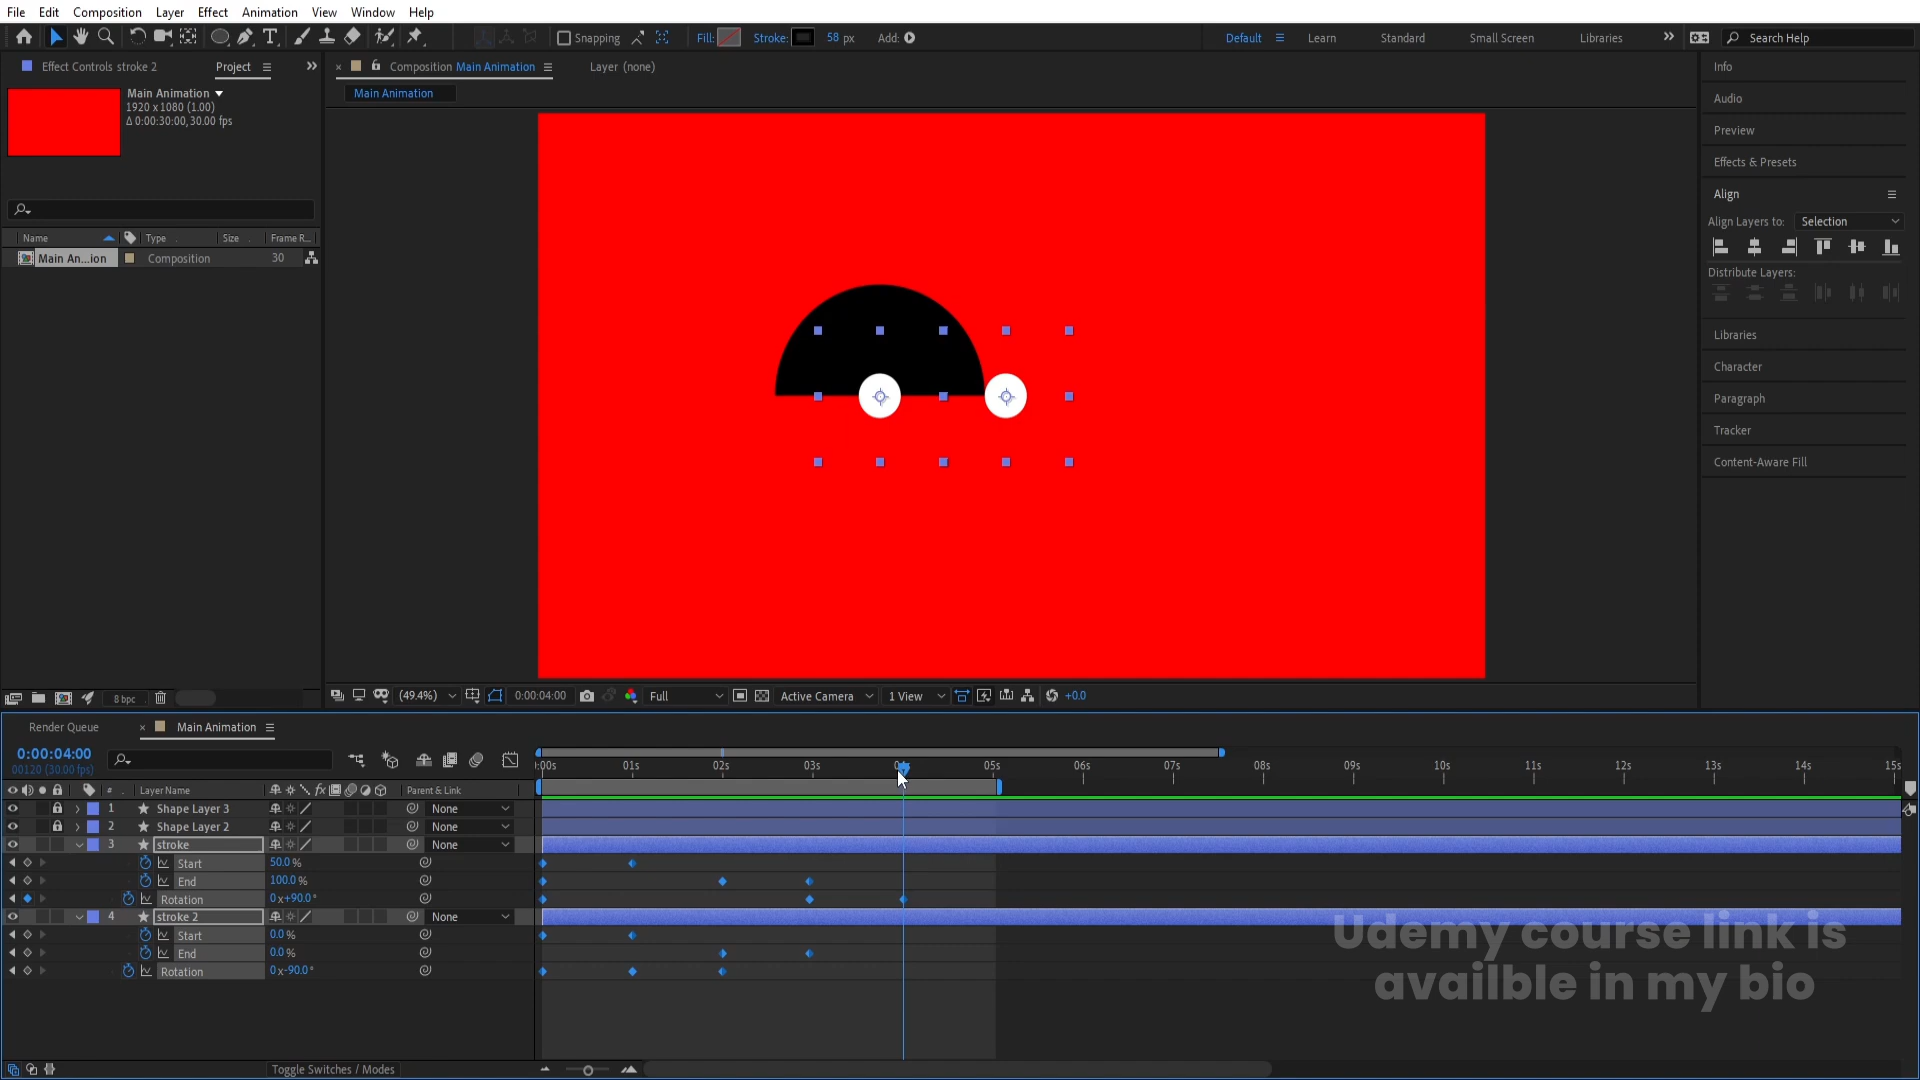 File Edit Composition Layer Effect Animation View Window Help
Snapping Fill: Stroke: 58 px Add: Default Learn Standard Small Screen Libraries Search Help
Effect Controls stroke 2 Project
Composition Main Animation Layer (none)
Main Animation
Main Animation
1920 x 1080 (1.00)
Δ 0:00:30:00, 30.00 fps
Name Type Size Frame R...
Main An...ion Composition 30
Info
Audio
Preview
Effects & Presets
Align
Align Layers to: Selection
Distribute Layers:
Libraries
Character
Paragraph
Tracker
Content-Aware Fill
8 bpc
(49.4%) 0:00:04:00 Full Active Camera 1 View +0.0
Render Queue Main Animation
0:00:04:00
00120 (30.00 fps)
:00s 01s 02s 03s 05s 06s 07s 08s 09s 10s 11s 12s 13s 14s 15s
# Layer Name Parent & Link
1 Shape Layer 3 None
2 Shape Layer 2 None
3 stroke None
Start 50.0 %
End 100.0 %
Rotation 0 x +90.0 °
4 stroke 2 None
Start 0.0 %
End 0.0 %
Rotation 0 x -90.0 °
Udemy course link is
availble in my bio
Toggle Switches / Modes